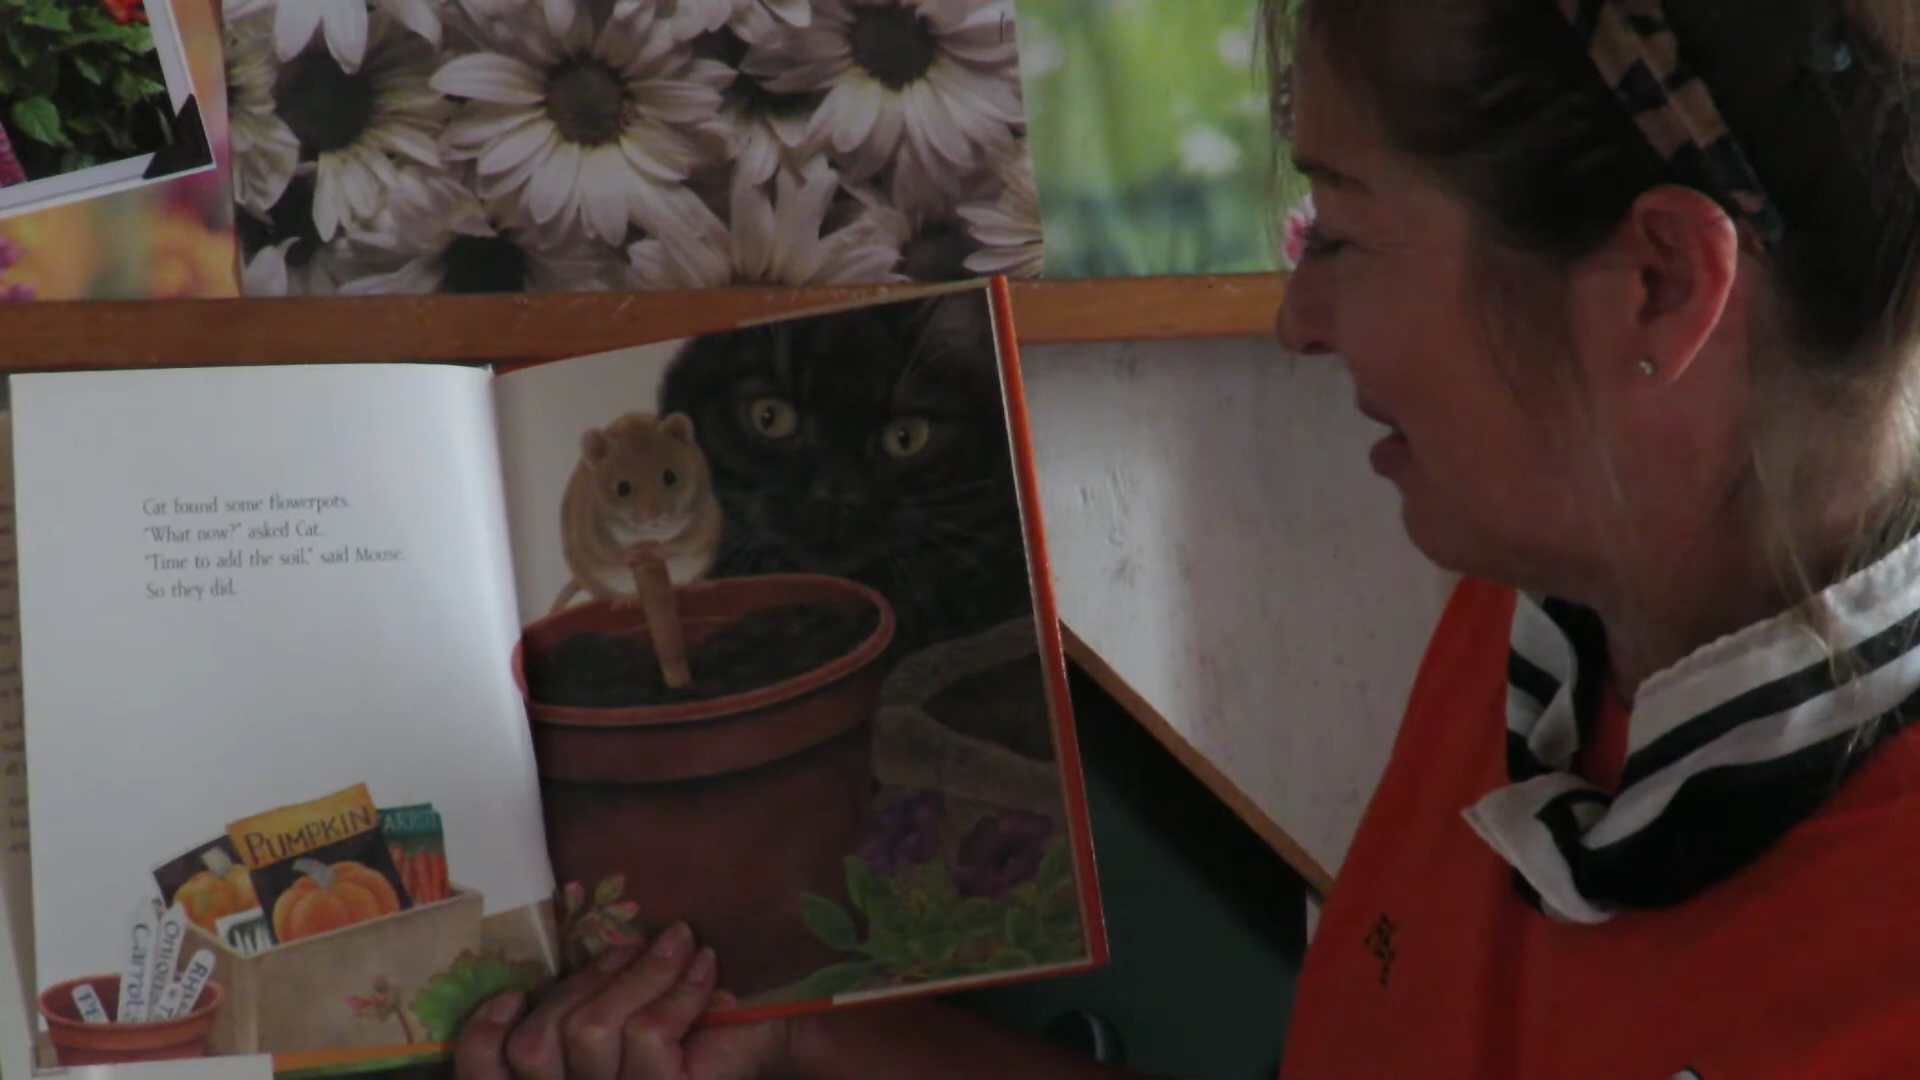 Cat found some flowerpots.
"What now?" asked Cat.
"Time to add the soil," said Mouse.
So they did.
PUMPKIN
Carrots